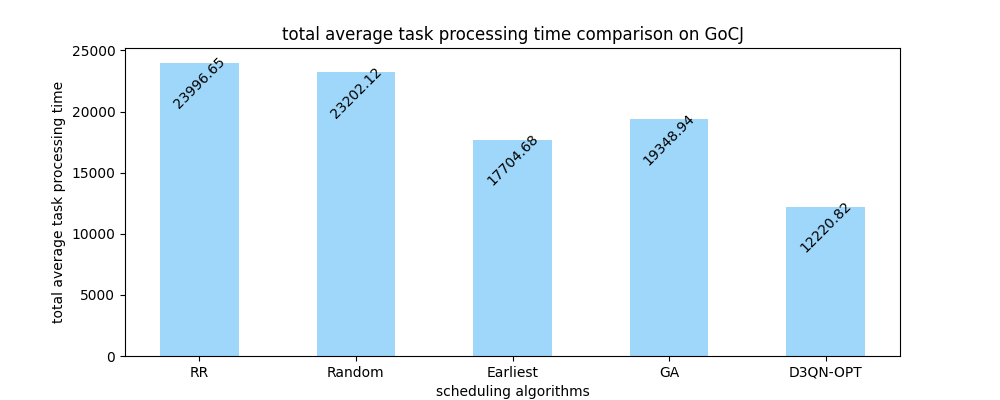 total average task processing time comparison on GoCJ
total average task processing time
25000
20000
15000
10000
5000
0
23996.65
23202.12
17704.68
19348.94
12220.82
RR
Random
Earliest
GA
D3QN-OPT
scheduling algorithms